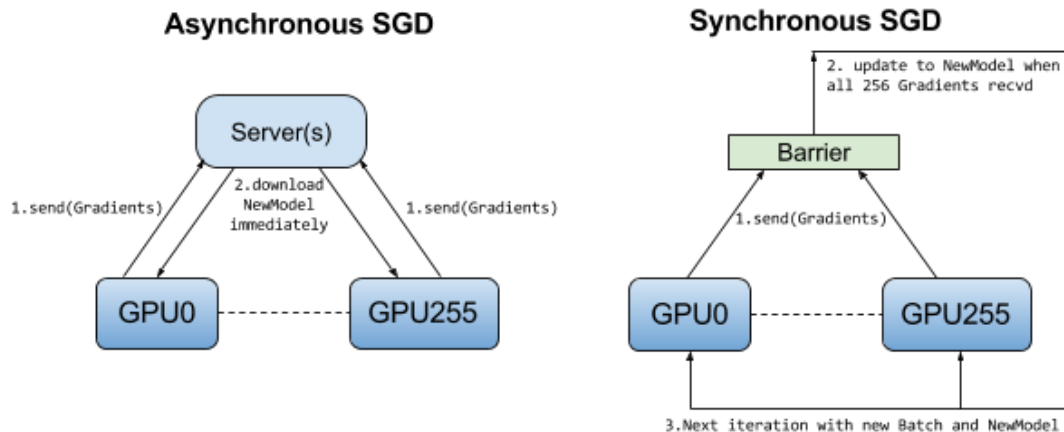 Asynchronous SGD
Server(s)
1.send(Gradients)
2.download
NewModel
immediately
1.send(Gradients)
GPU0
GPU255
Synchronous SGD
2. update to NewModel when
all 256 Gradients recvd
Barrier
1.send(Gradients)
GPU0
GPU255
3.Next iteration with new Batch and NewModel